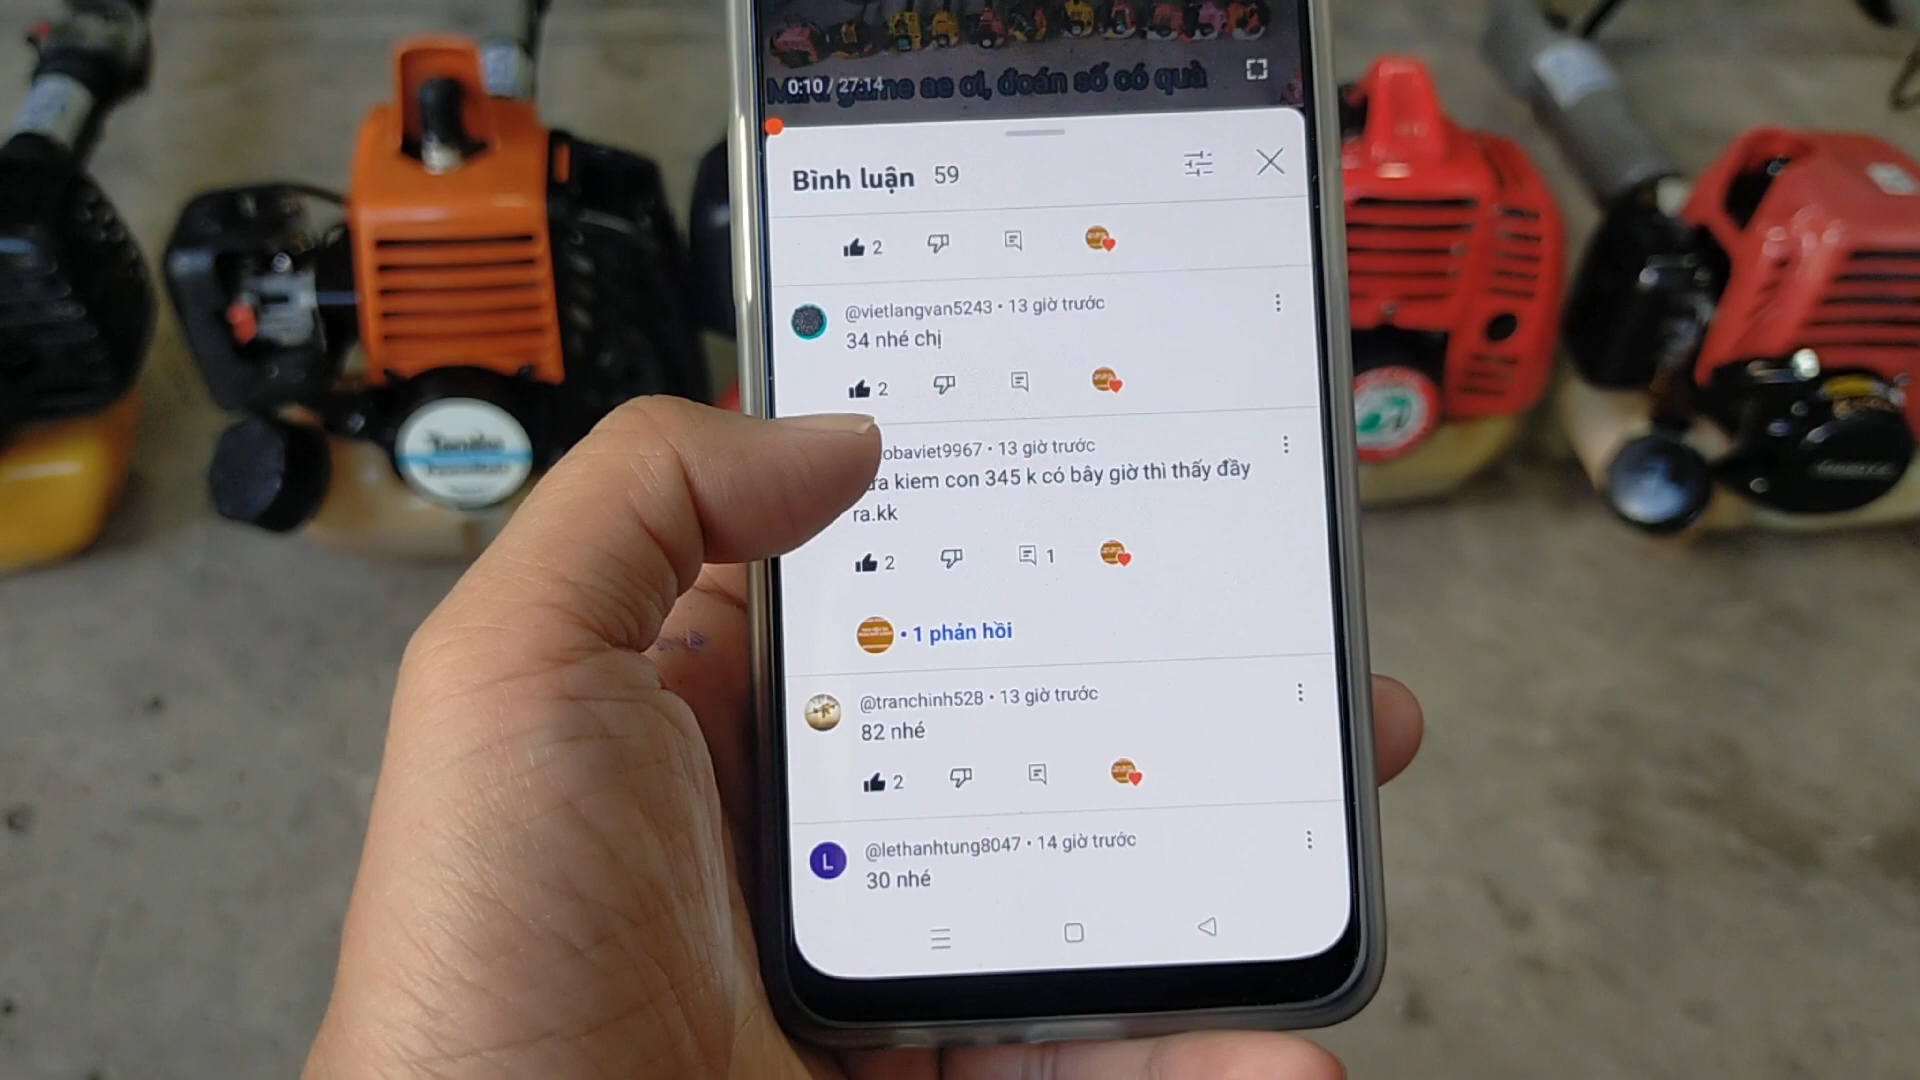 0:10 / 27:14
game ae ơi, đoán số có quà
Bình luận 59
2
@vietlangvan5243 • 13 giờ trước
34 nhé chị
2
obaviet9967 • 13 giờ trước
kiem con 345 k có bây giờ thì thấy đầy
ra.kk
2 1
• 1 phản hồi
@tranchinh528 • 13 giờ trước
82 nhé
2
L @lethanhtung8047 • 14 giờ trước
30 nhé
Tanaka